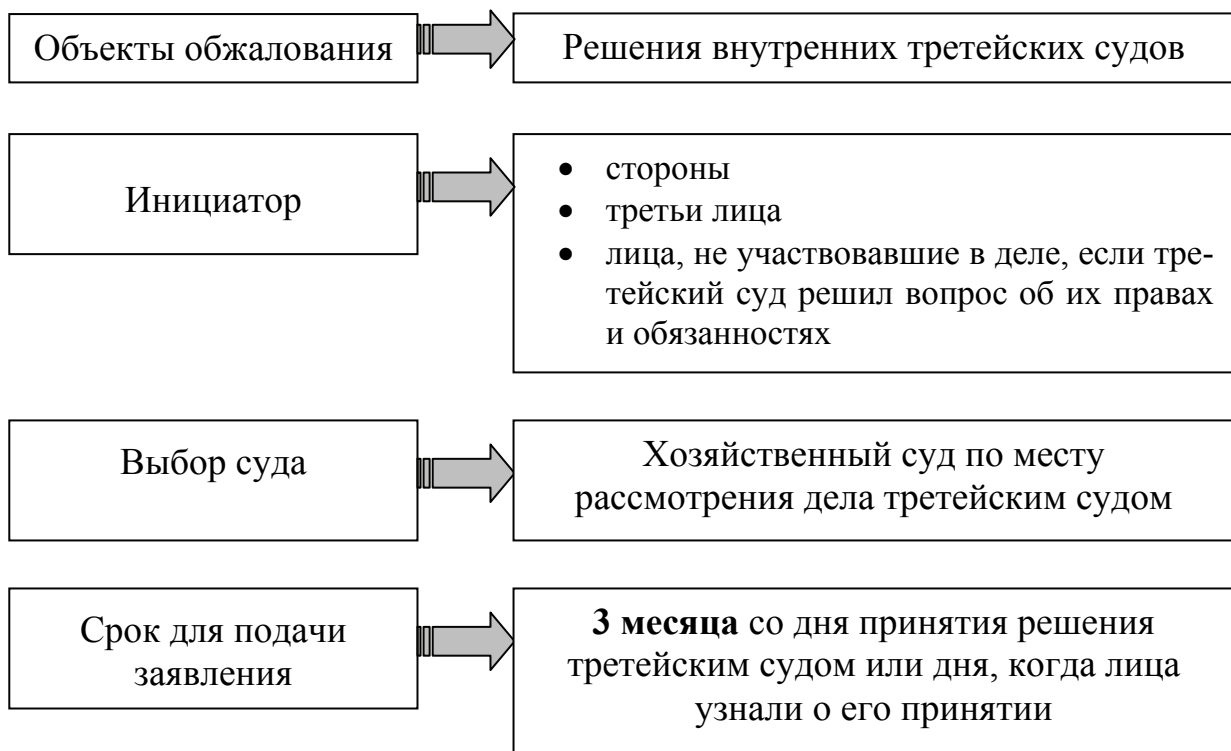 Объекты обжалования
Решения внутренних третейских судов
Инициатор
• стороны
• третьи лица
• лица, не участвовавшие в деле, если тре-
тейский суд решил вопрос об их правах
и обязанностях
Выбор суда
Хозяйственный суд по месту
рассмотрения дела третейским судом
Срок для подачи
заявления
3 месяца со дня принятия решения
третейским судом или дня, когда лица
узнали о его принятии